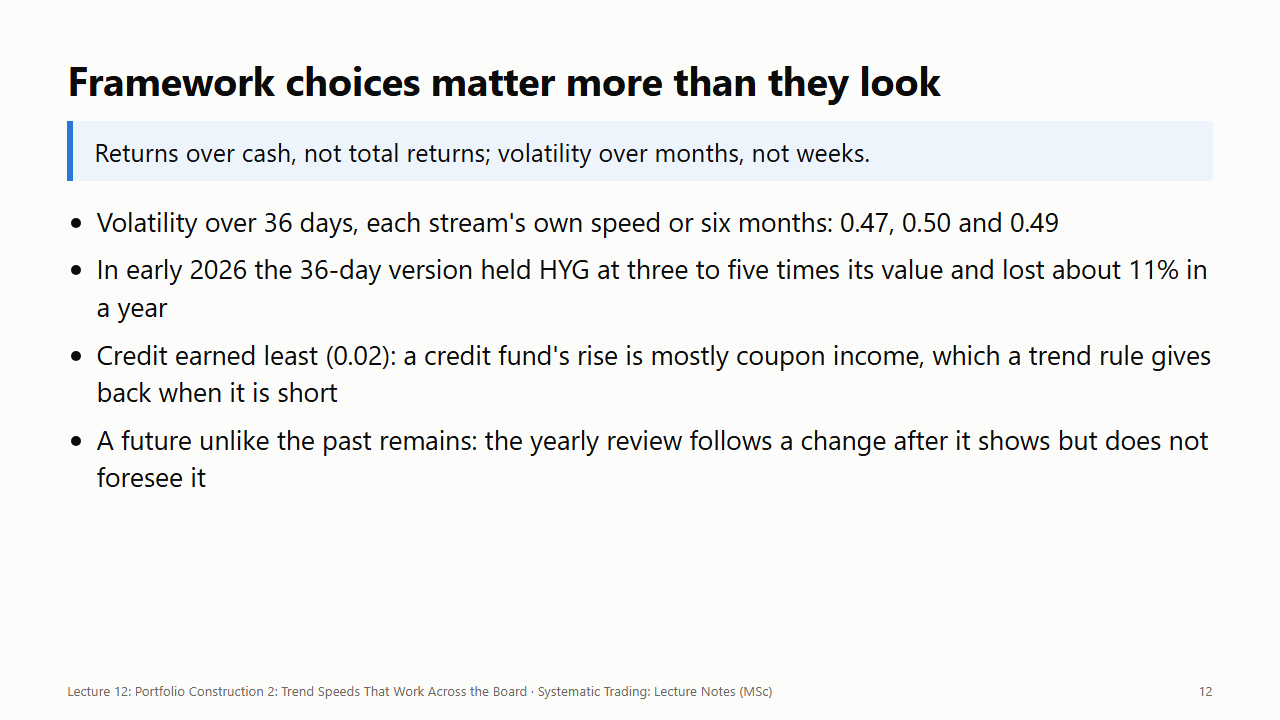 Framework choices matter more than they look
Returns over cash, not total returns; volatility over months, not weeks.
• Volatility over 36 days, each stream's own speed or six months: 0.47, 0.50 and 0.49
• In early 2026 the 36-day version held HYG at three to five times its value and lost about 11% in
a year
• Credit earned least (0.02): a credit fund's rise is mostly coupon income, which a trend rule gives
back when it is short
• A future unlike the past remains: the yearly review follows a change after it shows but does not
foresee it
Lecture 12: Portfolio Construction 2: Trend Speeds That Work Across the Board · Systematic Trading: Lecture Notes (MSc)
12